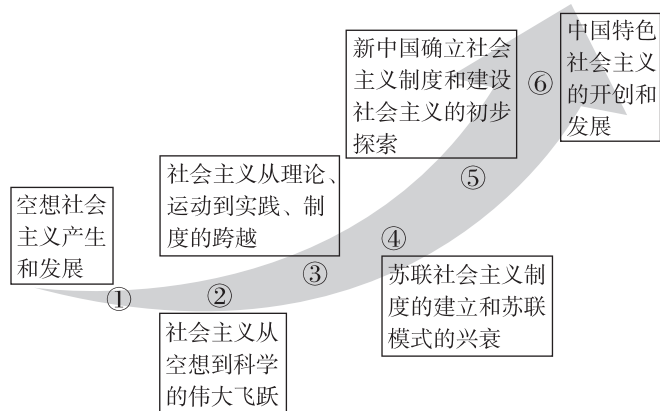 空想社会
主义产生
和发展
①
社会主义从
空想到科学
的伟大飞跃
②
社会主义从理论、
运动到实践、制
度的跨越
③
苏联社会主义制
度的建立和苏联
模式的兴衰
④
新中国确立社会
主义制度和建设
社会主义的初步
探索
⑤
中国特色
社会主义
的开创和
发展
⑥